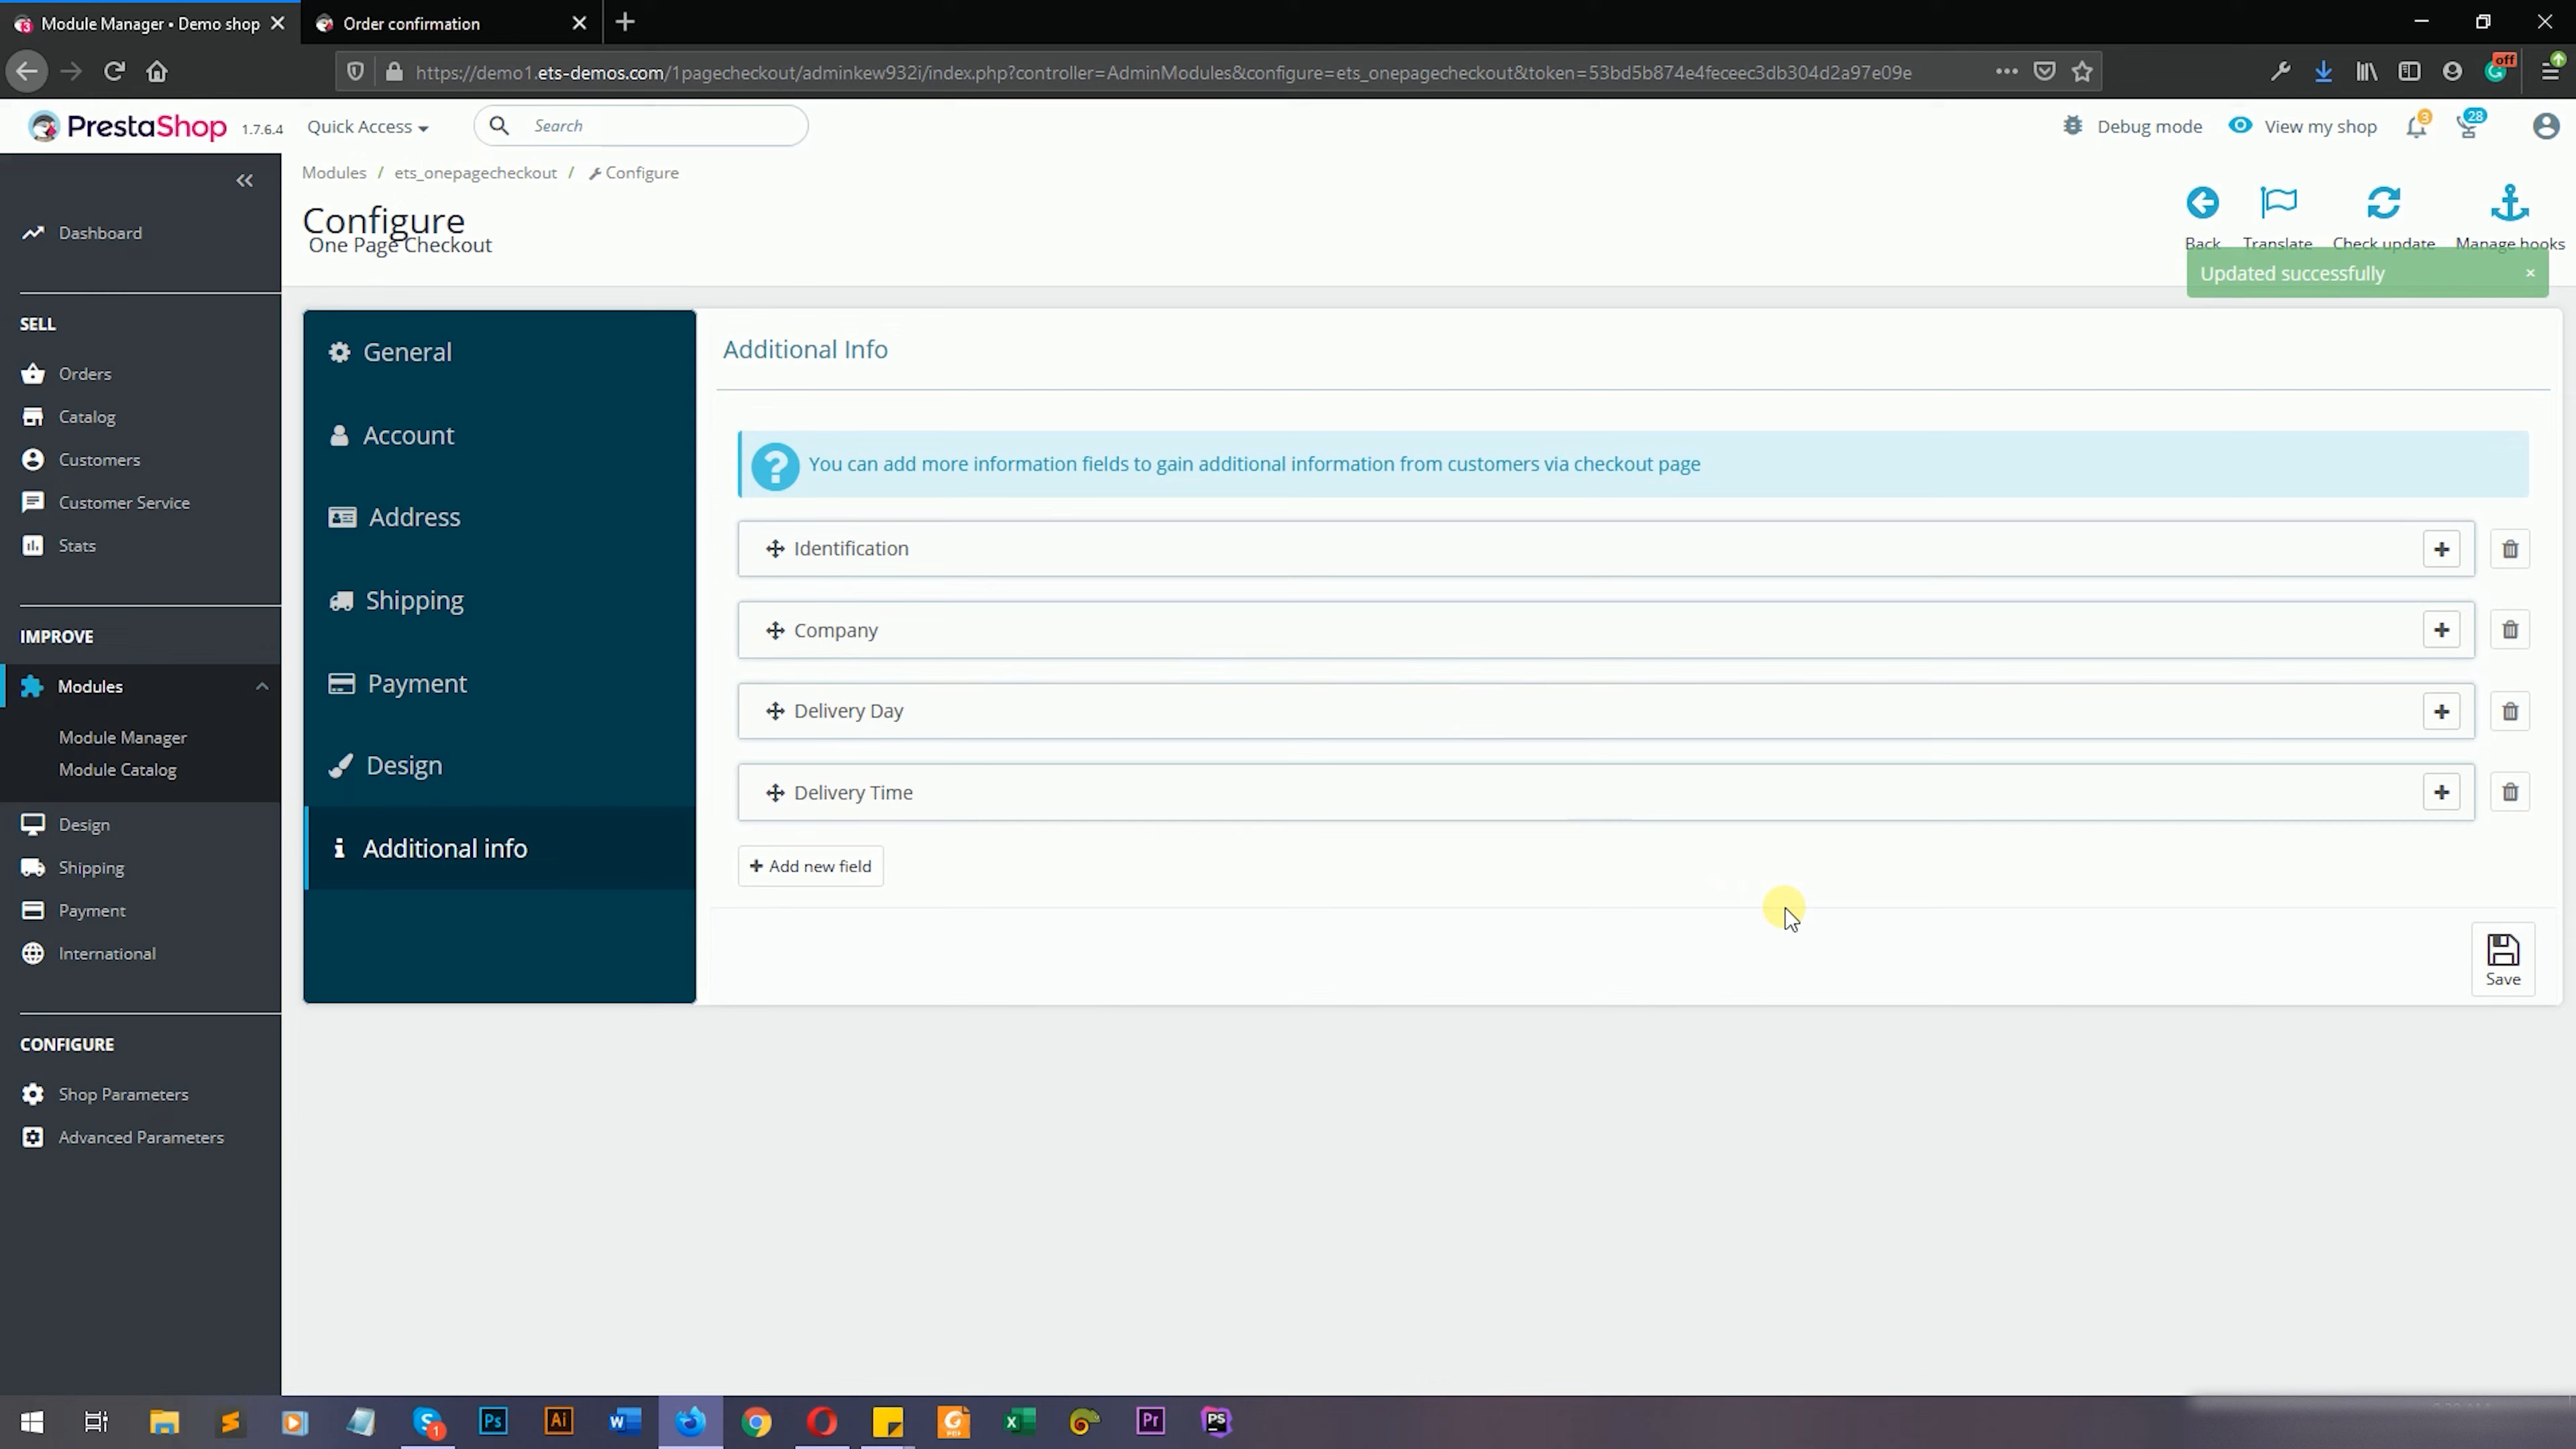 Module Manager • Demo shop
Order confirmation
https://demo1.ets-demos.com/1pagecheckout/adminkew932i/index.php?controller=AdminModules&configure=ets_onepagecheckout&token=53bd5b874e4feceec3db304d2a97e09e
off
PrestaShop 1.7.6.4
Quick Access
Search
Debug mode
View my shop
3
28
Modules / ets_onepagecheckout / Configure
Configure
One Page Checkout
Back
Translate
Check update
Manage hooks
Updated successfully
Dashboard
SELL
Orders
Catalog
Customers
Customer Service
Stats
IMPROVE
Modules
Module Manager
Module Catalog
Design
Shipping
Payment
International
CONFIGURE
Shop Parameters
Advanced Parameters
General
Account
Address
Shipping
Payment
Design
Additional info
Additional Info
You can add more information fields to gain additional information from customers via checkout page
Identification
Company
Delivery Day
Delivery Time
Add new field
Save